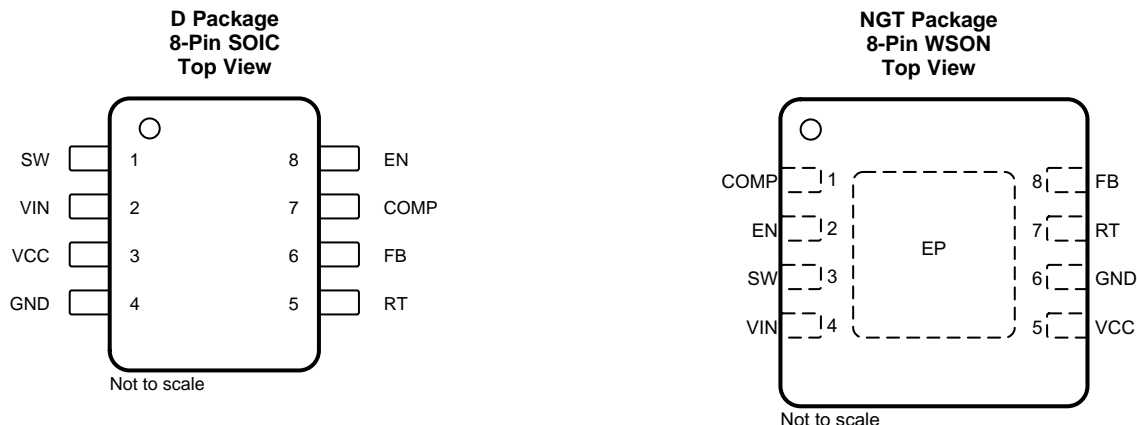 D Package
8-Pin SOIC
Top View
SW 1 8 EN
VIN 2 7 COMP
VCC 3 6 FB
GND 4 5 RT
Not to scale
NGT Package
8-Pin WSON
Top View
COMP 1 8 FB
EN 2 7 RT
EP
SW 3 6 GND
VIN 4 5 VCC
Not to scale